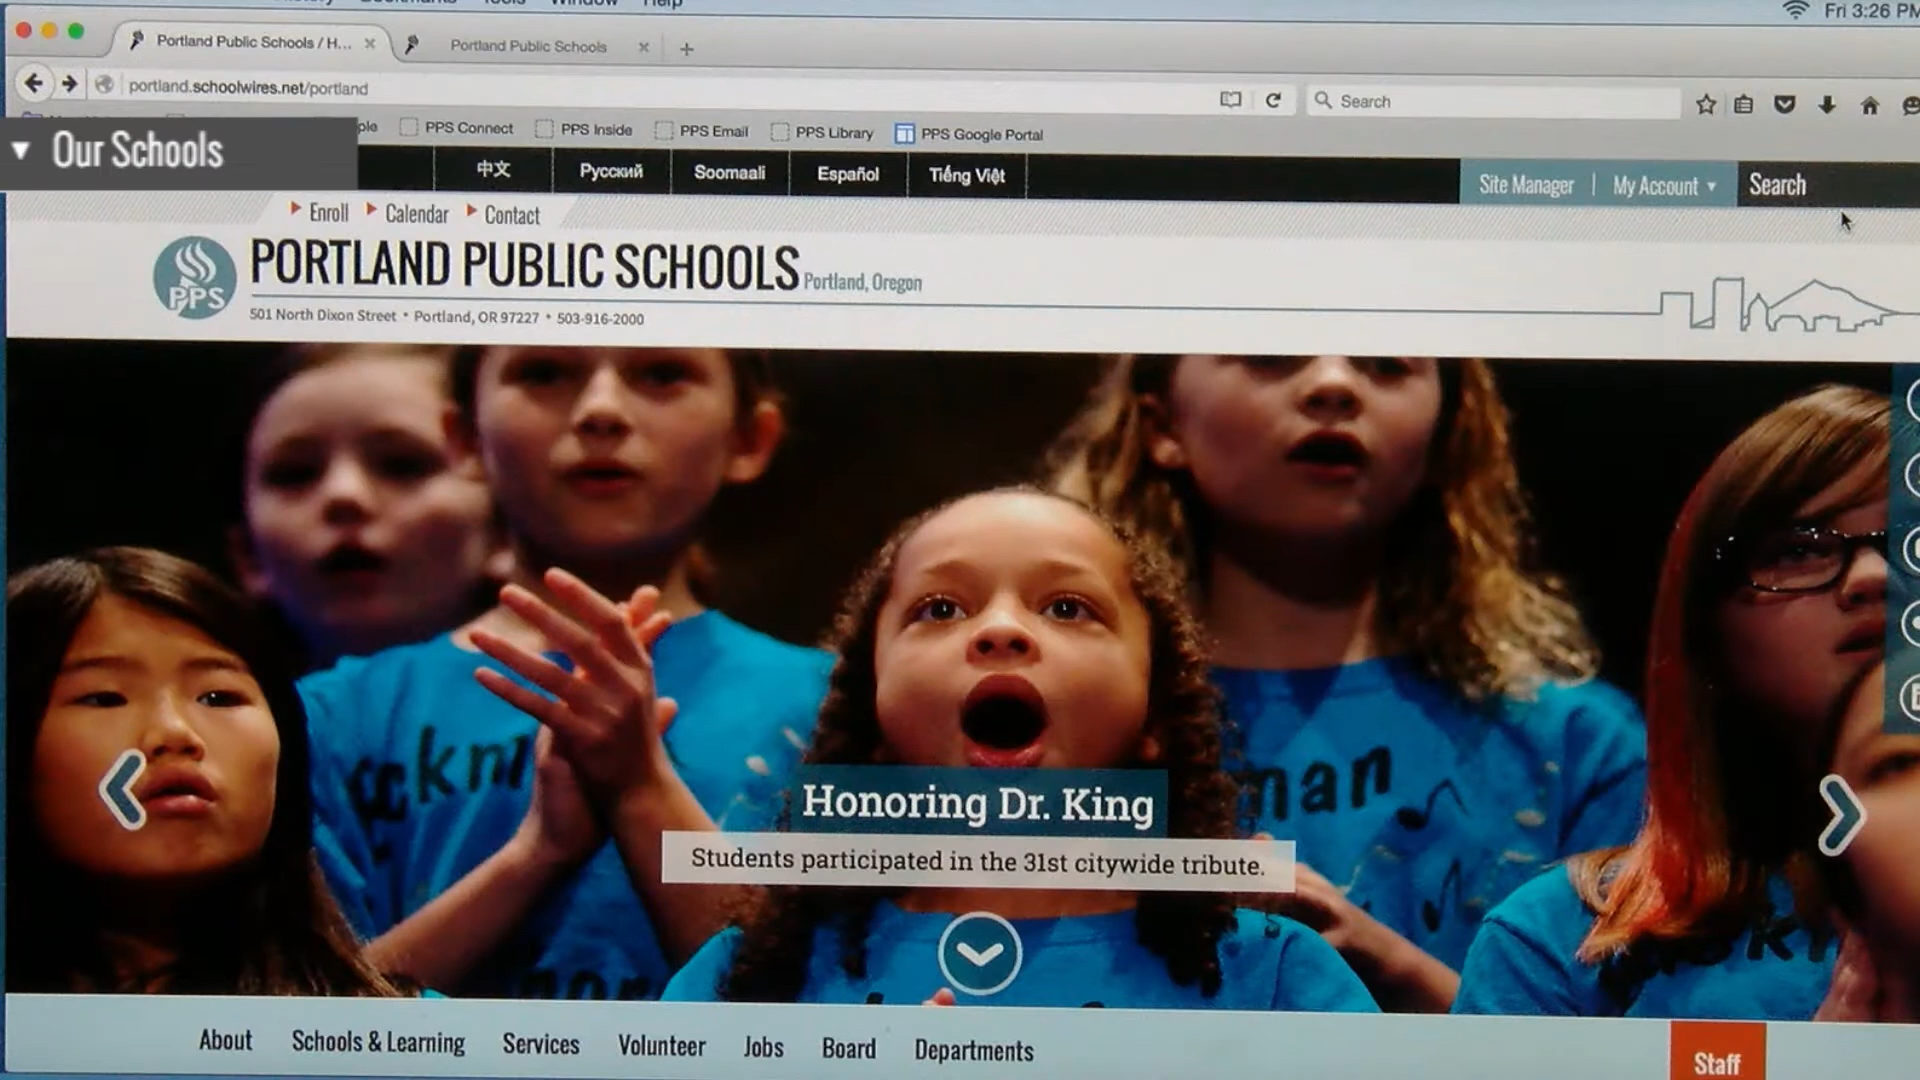 Window Help
Fri 3:26 PM
Portland Public Schools / H...
Portland Public Schools
portland.schoolwires.net/portland
Search
ple PPS Connect PPS Inside PPS Email PPS Library PPS Google Portal
Our Schools
中文 Русский Soomaali Español Tiếng Việt
Site Manager | My Account Search
Enroll Calendar Contact
PPS
PORTLAND PUBLIC SCHOOLS Portland, Oregon
501 North Dixon Street • Portland, OR 97227 • 503-916-2000
Honoring Dr. King
Students participated in the 31st citywide tribute.
About Schools & Learning Services Volunteer Jobs Board Departments
Staff